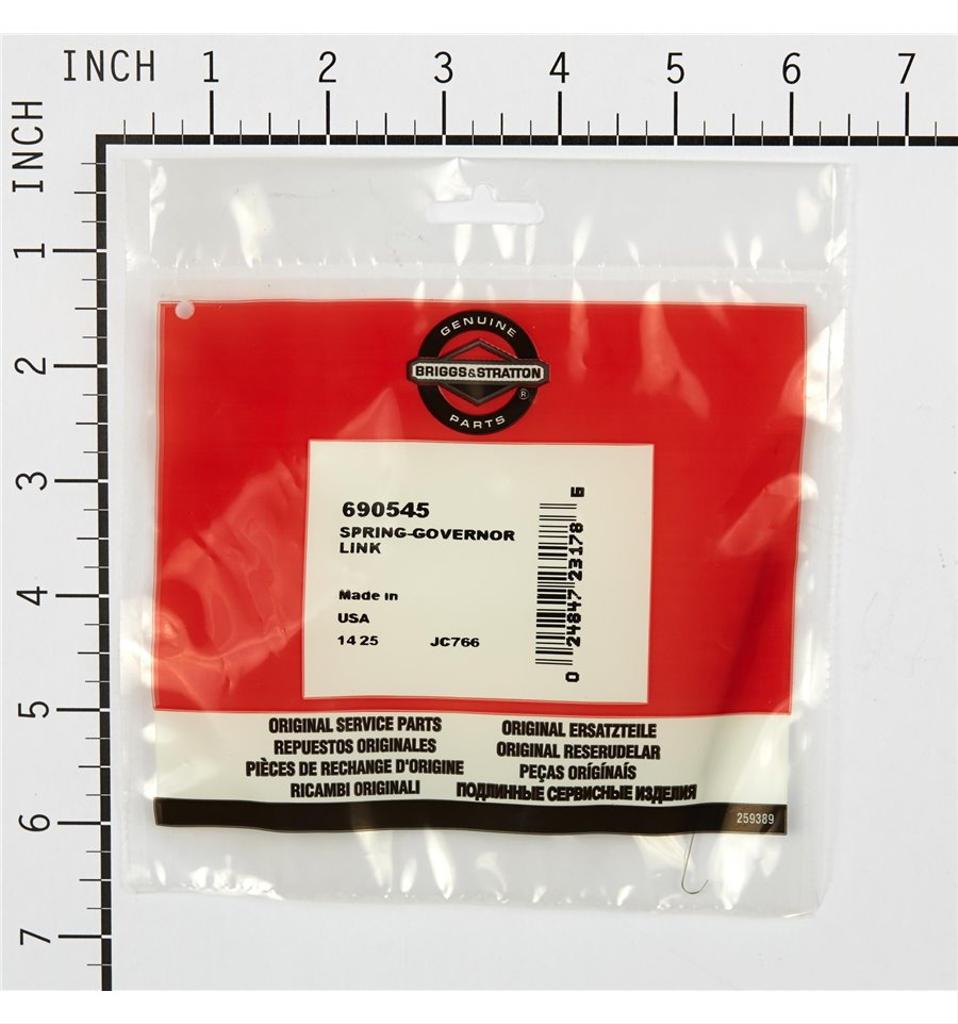 INCH 1 2 3 4 5 6 7
INCH
1
2
3
4
5
6
7
GENUINE
BRIGGS&STRATTON
®
PARTS
690545
SPRING-GOVERNOR
LINK
Made in
USA
14 25 JC766
0 24847 23178 6
ORIGINAL SERVICE PARTS
REPUESTOS ORIGINALES
PIÈCES DE RECHANGE D'ORIGINE
RICAMBI ORIGINALI
ORIGINAL ERSATZTEILE
ORIGINAL RESERUDELAR
PEÇAS ORÍGÍNAÍS
ПОДЛИННЫЕ СЕРВИСНЫЕ ИЗДЕЛИЯ
259389